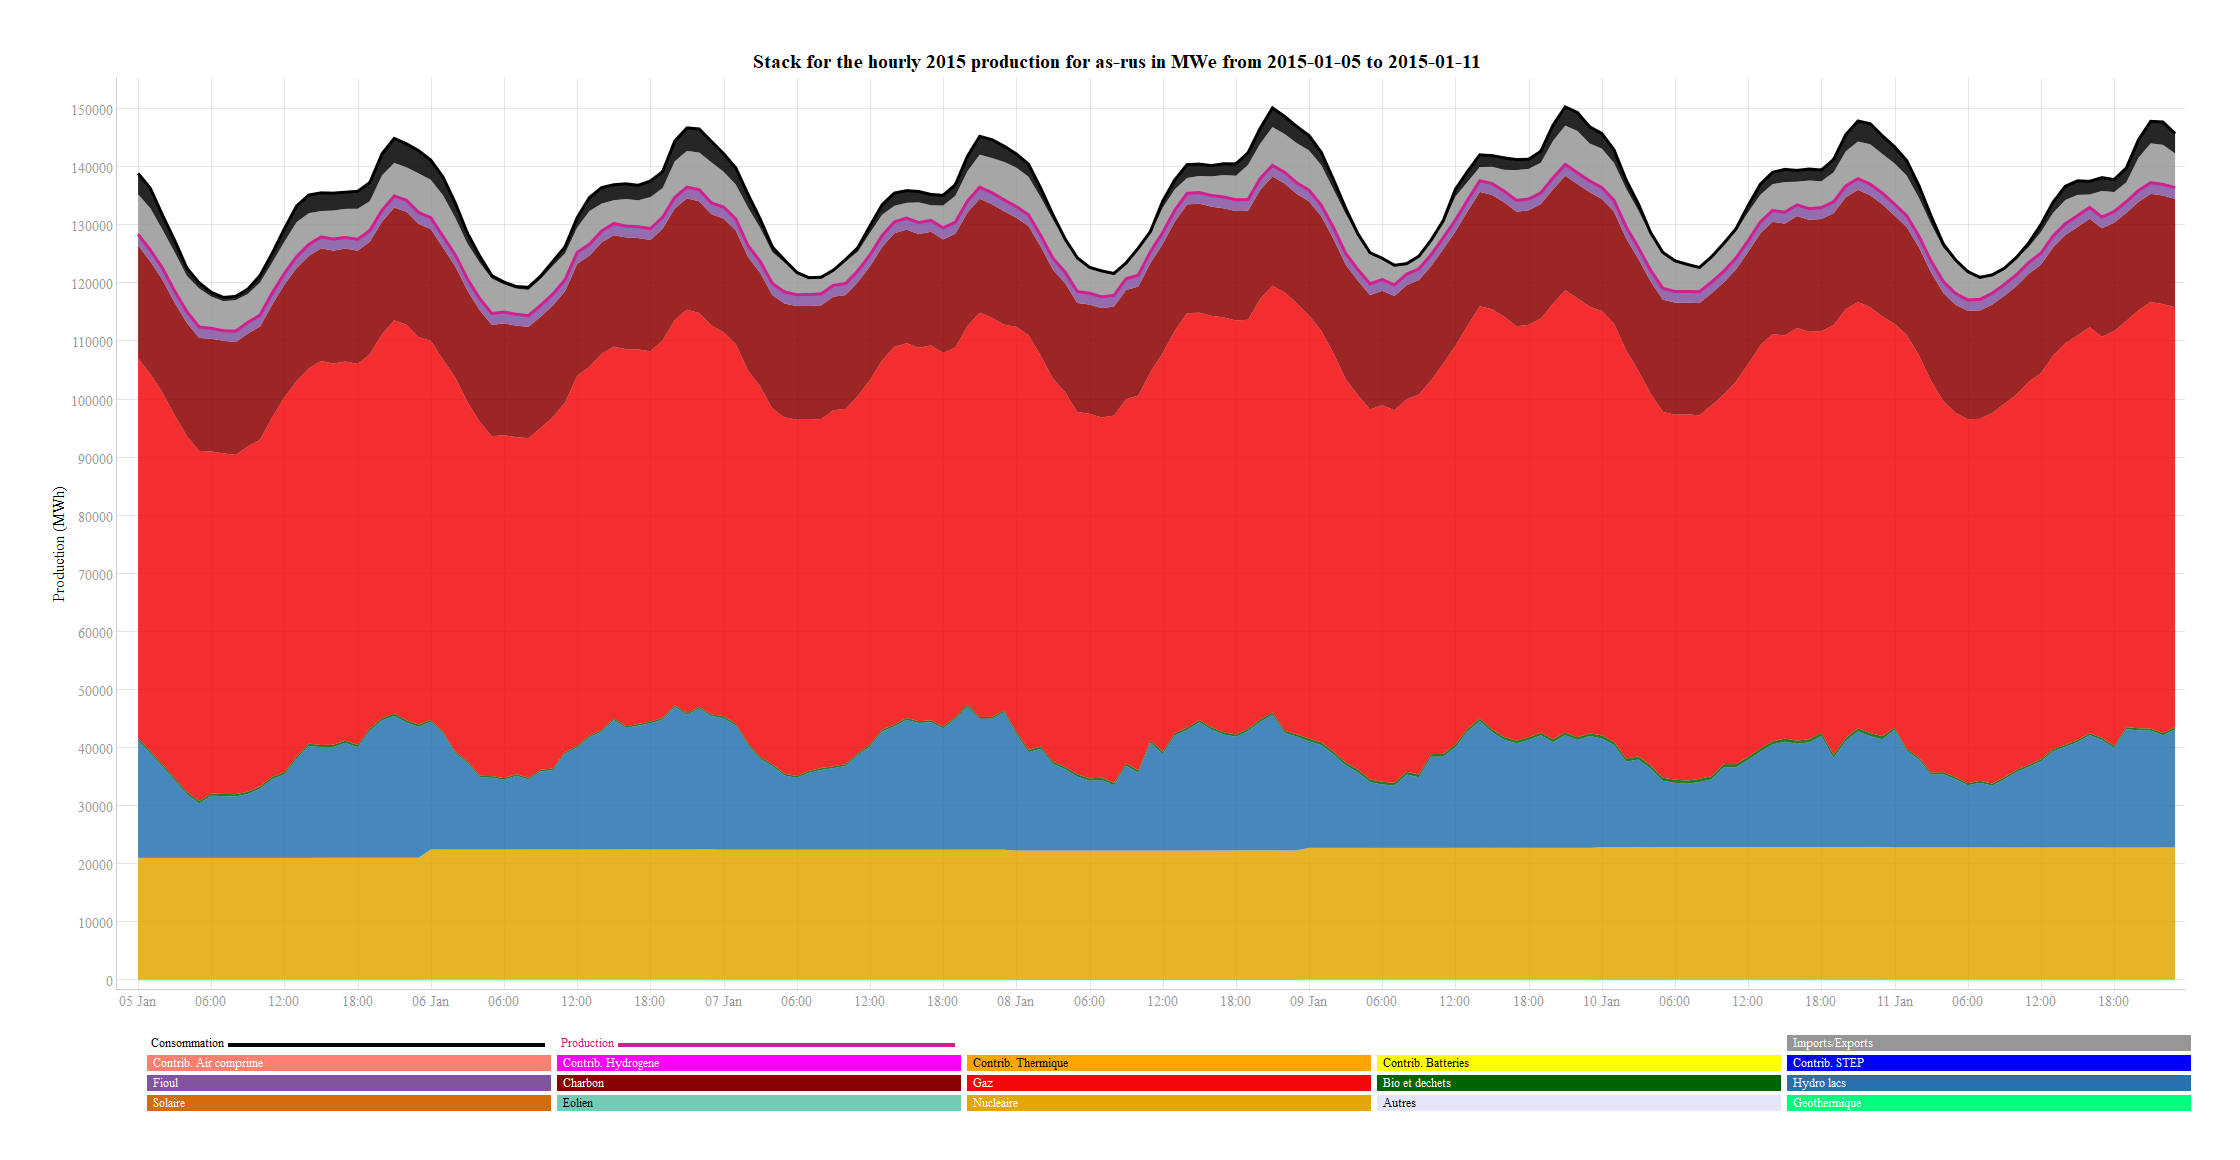 Stack for the hourly 2015 production for as-rus in MWe from 2015-01-05 to 2015-01-11
150000
140000
130000
120000
110000
100000
90000
80000
70000
60000
50000
40000
30000
20000
10000
0
Production (MWh)
05 Jan 06:00 12:00 18:00 06 Jan 06:00 12:00 18:00 07 Jan 06:00 12:00 18:00 08 Jan 06:00 12:00 18:00 09 Jan 06:00 12:00 18:00 10 Jan 06:00 12:00 18:00 11 Jan 06:00 12:00 18:00
Consommation Production Imports/Exports
Contrib. Air comprime Contrib. Hydrogene Contrib. Thermique Contrib. Batteries Contrib. STEP
Fioul Charbon Gaz Bio et dechets Hydro lacs
Solaire Eolien Nucleaire Autres Geothermique